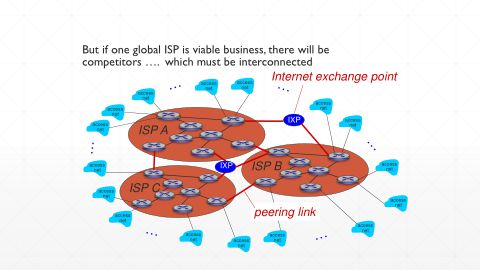 But if one global ISP is viable business, there will be
competitors …. which must be interconnected
Internet exchange point
access
net
access
net
access
net
access
net
access
net
access
net
IXP
access
net
ISP A
access
net
access
net
IXP
ISP B
access
net
ISP C
access
net
access
net
access
net
peering link
access
net
access
net
access
net
access
net